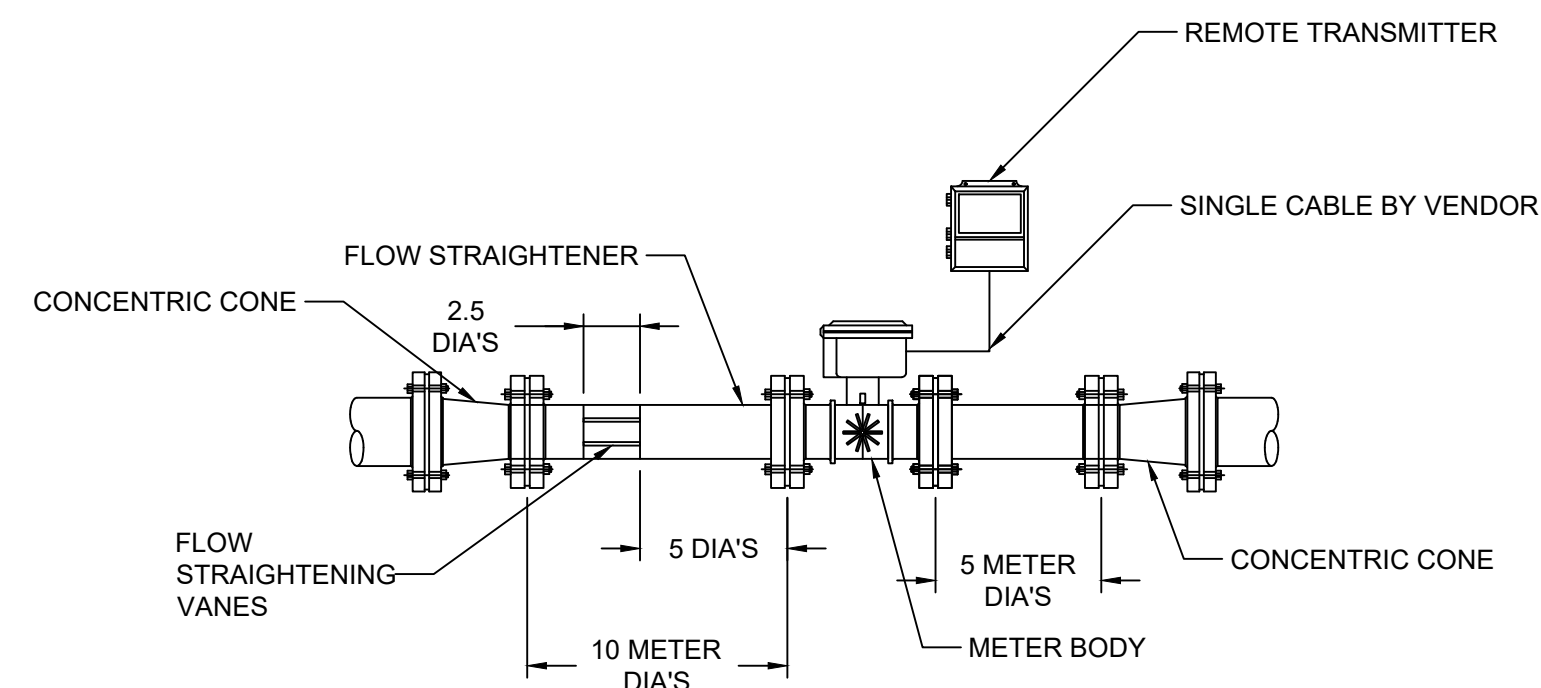 REMOTE TRANSMITTER
SINGLE CABLE BY VENDOR
FLOW STRAIGHTENER
CONCENTRIC CONE
2.5
DIA'S
FLOW
STRAIGHTENING
VANES
5 DIA'S
5 METER
DIA'S
CONCENTRIC CONE
10 METER
DIA'S
METER BODY